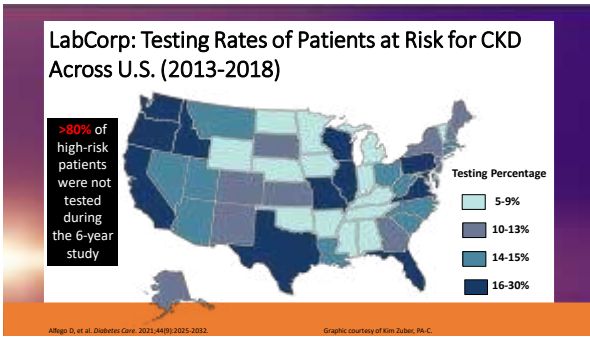 LabCorp: Testing Rates of Patients at Risk for CKD
Across U.S. (2013-2018)
>80% of
high-risk
patients
were not
tested
during
the 6-year
study
Testing Percentage
5-9%
10-13%
14-15%
16-30%
Alfego D, et al. Diabetes Care. 2021;44(9):2025-2032.
Graphic courtesy of Kim Zuber, PA-C.